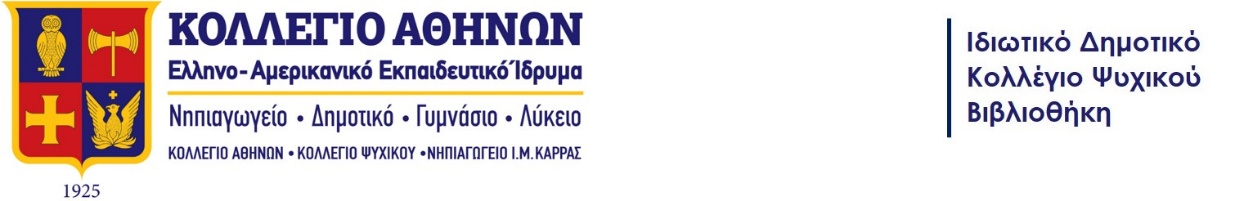 ΚΟΛΛΕΓΙΟ ΑΘΗΝΩΝ
Ελληνο-Αμερικανικό Εκπαιδευτικό Ίδρυμα
Νηπιαγωγείο • Δημοτικό • Γυμνάσιο • Λύκειο
ΚΟΛΛΕΓΙΟ ΑΘΗΝΩΝ • ΚΟΛΛΕΓΙΟ ΨΥΧΙΚΟΥ • ΝΗΠΙΑΓΩΓΕΙΟ Ι.Μ. ΚΑΡΡΑΣ
1925
Ιδιωτικό Δημοτικό
Κολλέγιο Ψυχικού
Βιβλιοθήκη